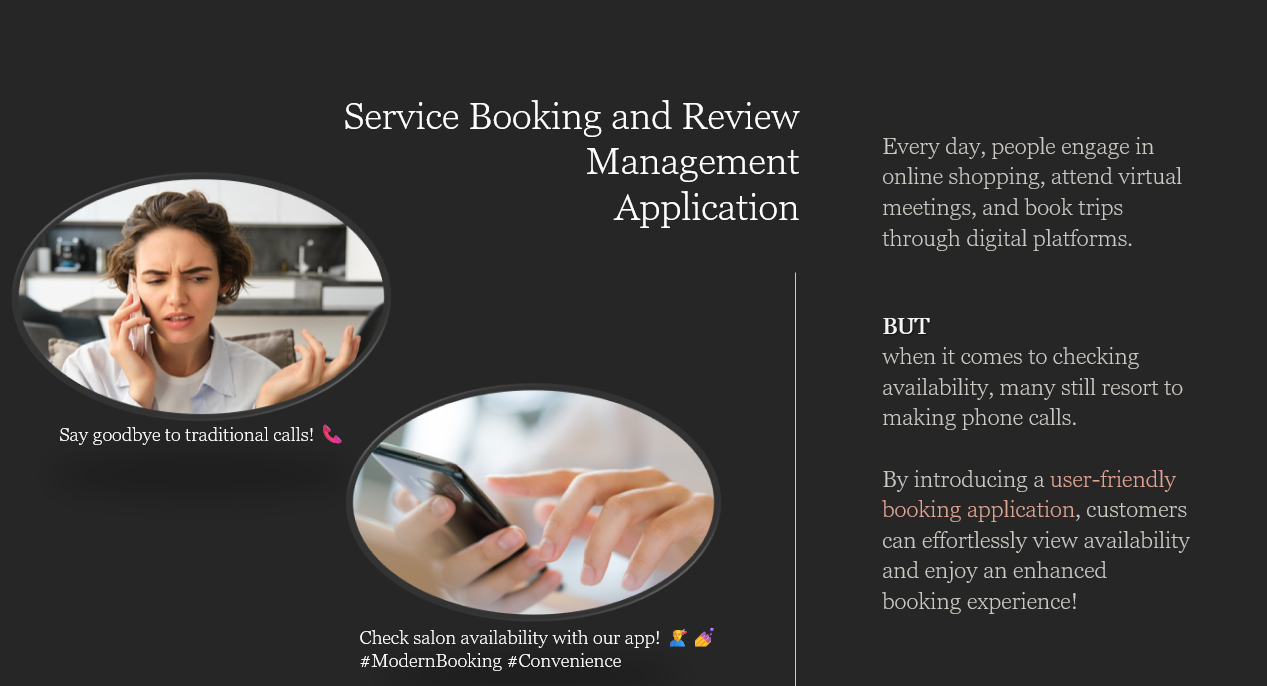 Service Booking and Review
Management
Application
Say goodbye to traditional calls! 📞
Check salon availability with our app! 💇 💅
#ModernBooking #Convenience
Every day, people engage in
online shopping, attend virtual
meetings, and book trips
through digital platforms.
BUT
when it comes to checking
availability, many still resort to
making phone calls.
By introducing a user-friendly
booking application, customers
can effortlessly view availability
and enjoy an enhanced
booking experience!